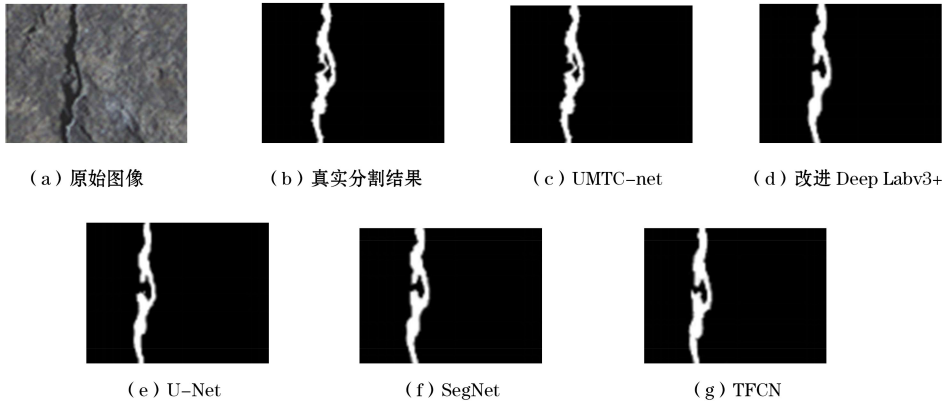 （a）原始图像
（b）真实分割结果
（c）UMTC-net
（d）改进 Deep Labv3+
（e）U-Net
（f）SegNet
（g）TFCN